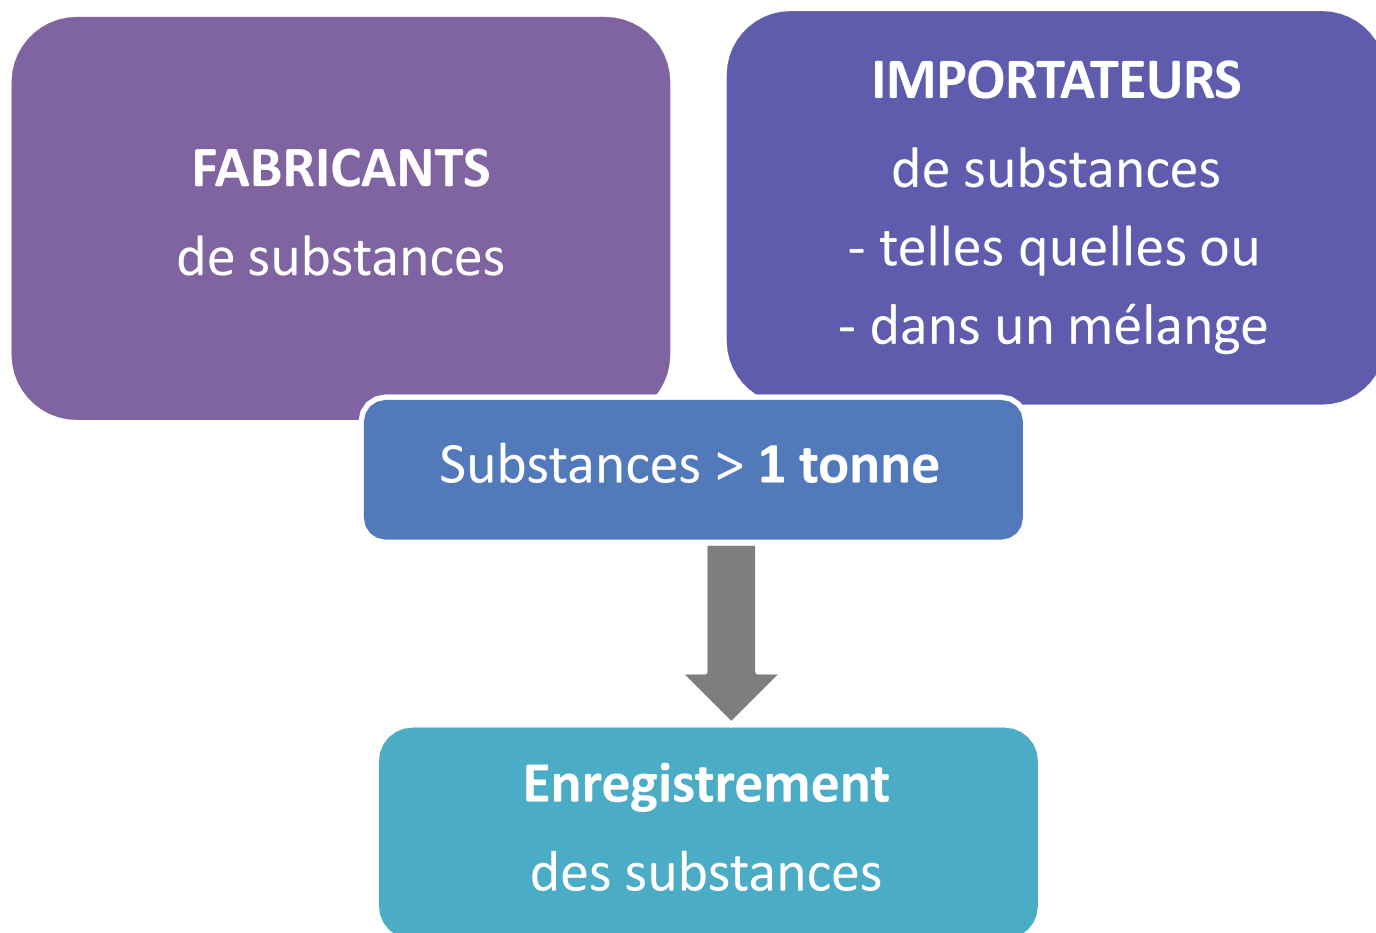 FABRICANTS
de substances
IMPORTATEURS
de substances
- telles quelles ou
- dans un mélange
Substances > 1 tonne
Enregistrement
des substances